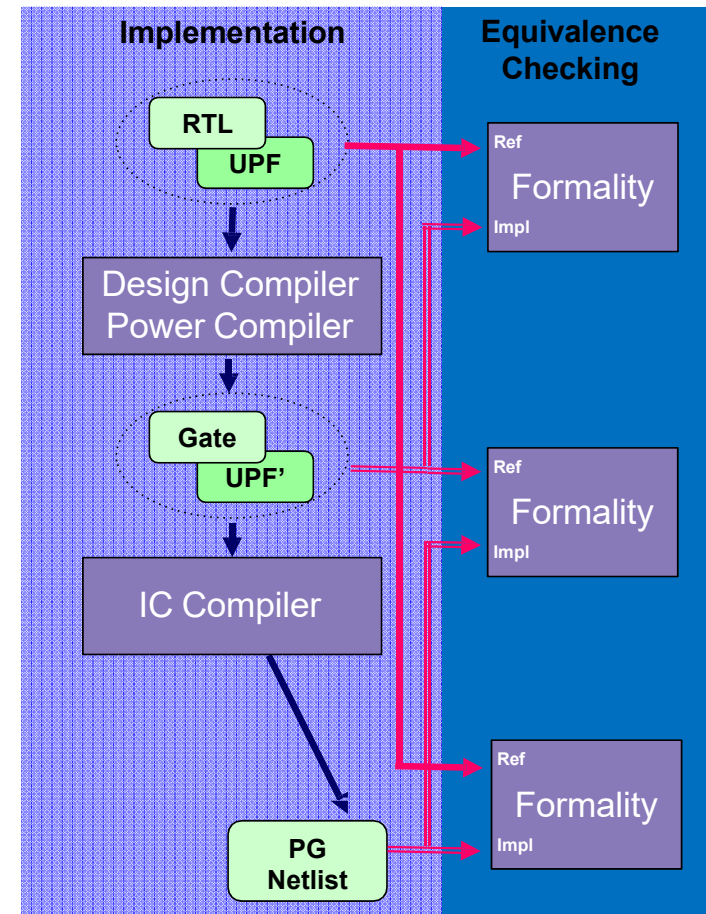 Implementation
Equivalence
Checking
RTL
UPF
Ref
Formality
Impl
Design Compiler
Power Compiler
Gate
UPF’
Ref
Formality
Impl
IC Compiler
Ref
Formality
Impl
PG
Netlist